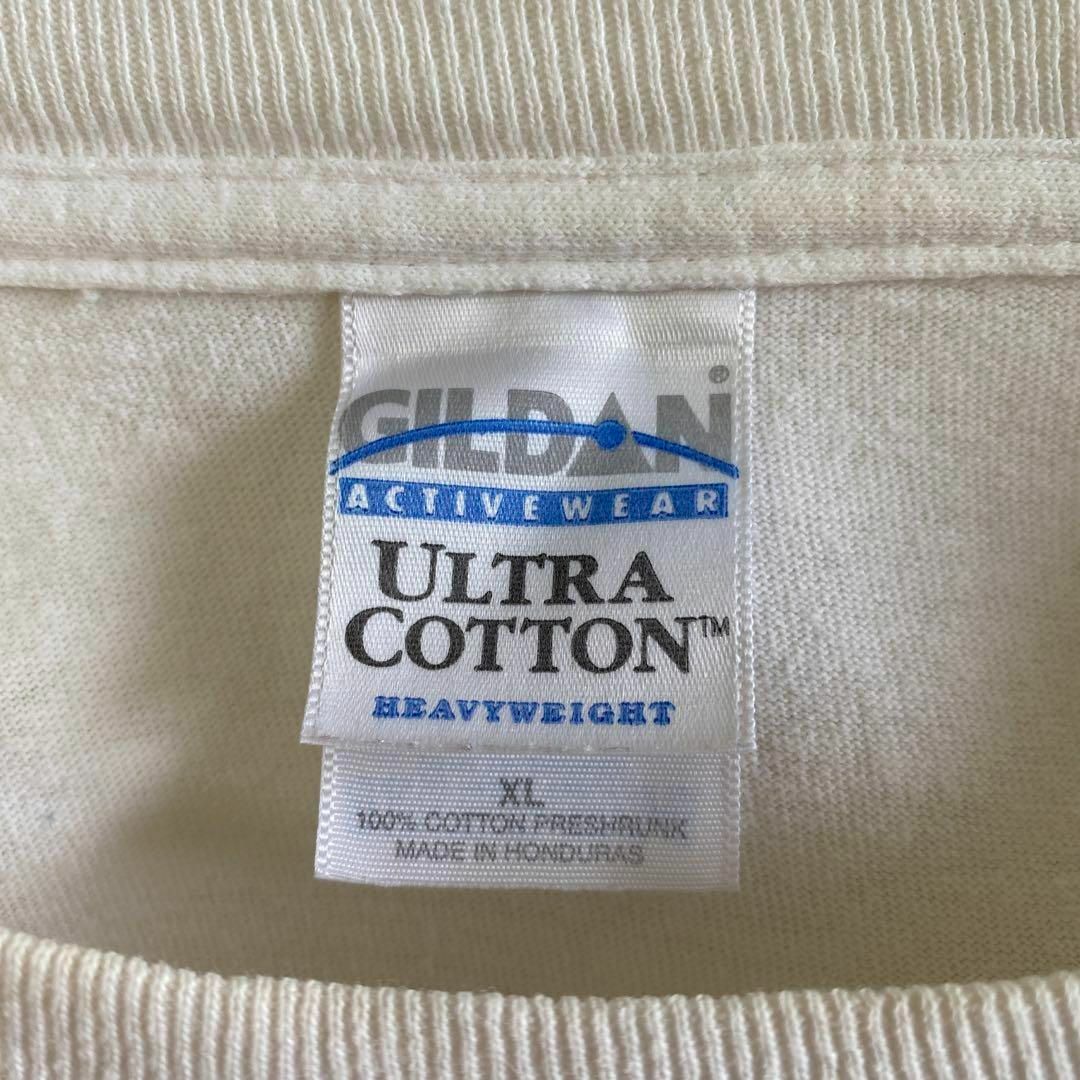 GILDAN®
ACTIVEWEAR
ULTRA
COTTON™
HEAVYWEIGHT
XL
100% COTTON PRESHRUNK
MADE IN HONDURAS